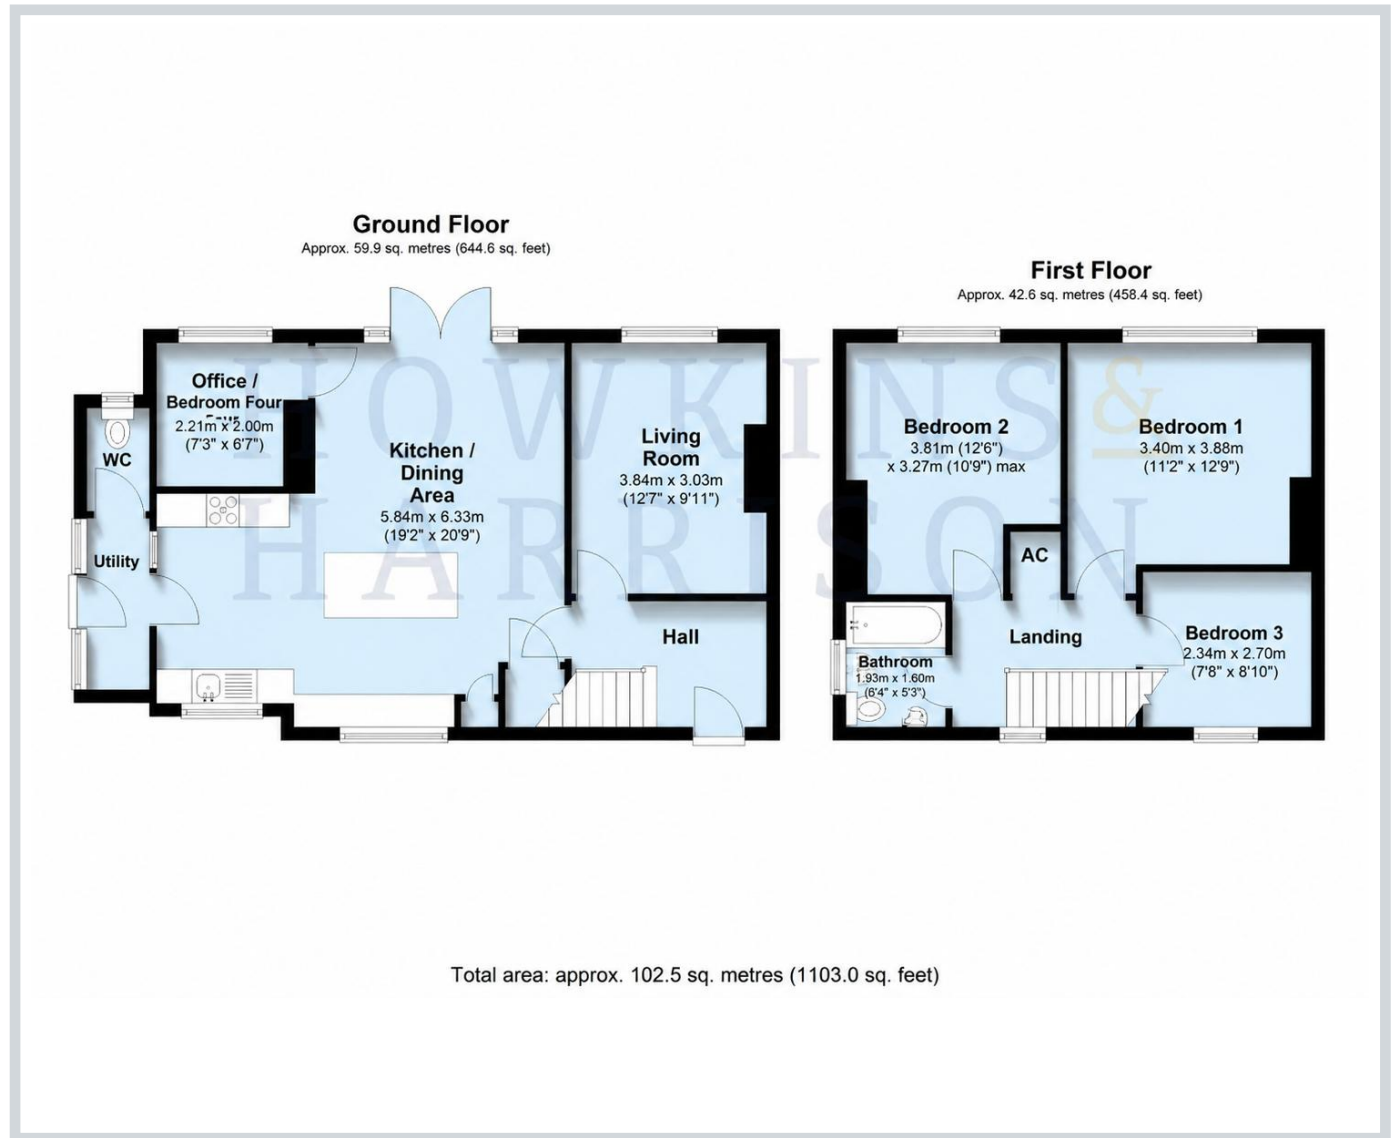 Ground Floor
Approx. 59.9 sq. metres (644.6 sq. feet)
Office /
Bedroom Four
Four
2.21m x 2.00m
(7'3" x 6'7")
WC
Utility
Kitchen /
Dining
Area
5.84m x 6.33m
(19'2" x 20'9")
Living
Room
3.84m x 3.03m
(12'7" x 9'11")
Hall
First Floor
Approx. 42.6 sq. metres (458.4 sq. feet)
Bedroom 2
3.81m (12'6")
x 3.27m (10'9") max
Bedroom 1
3.40m x 3.88m
(11'2" x 12'9")
AC
Landing
Bathroom
1.93m x 1.60m
(6'4" x 5'3")
Bedroom 3
2.34m x 2.70m
(7'8" x 8'10")
HOWKINS &
HARRISON
Total area: approx. 102.5 sq. metres (1103.0 sq. feet)